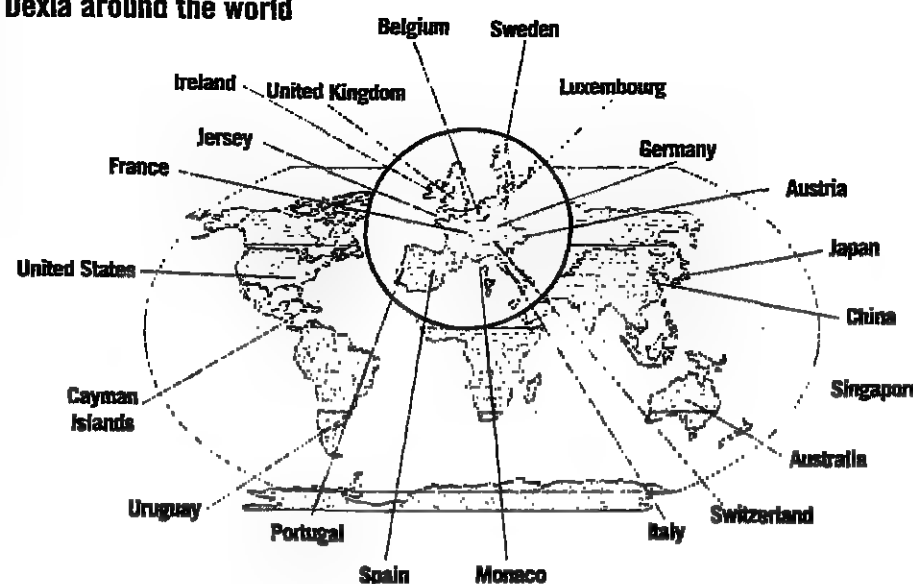 Dexia around the world
Belgium
Sweden
Ireland
United Kingdom
Luxembourg
Jersey
Germany
France
Austria
Japan
United States
China
Cayman
Islands
Singapor
Australia
Uruguay
Portugal
Italy
Switzerland
Spain
Monaco